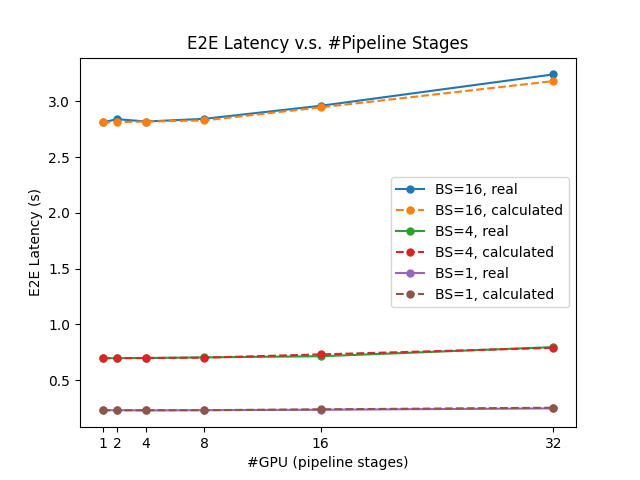 E2E Latency v.s. #Pipeline Stages
E2E Latency (s)
3.0
2.5
2.0
1.5
1.0
0.5
BS=16, real
BS=16, calculated
BS=4, real
BS=4, calculated
BS=1, real
BS=1, calculated
1 2 4 8 16 32
#GPU (pipeline stages)